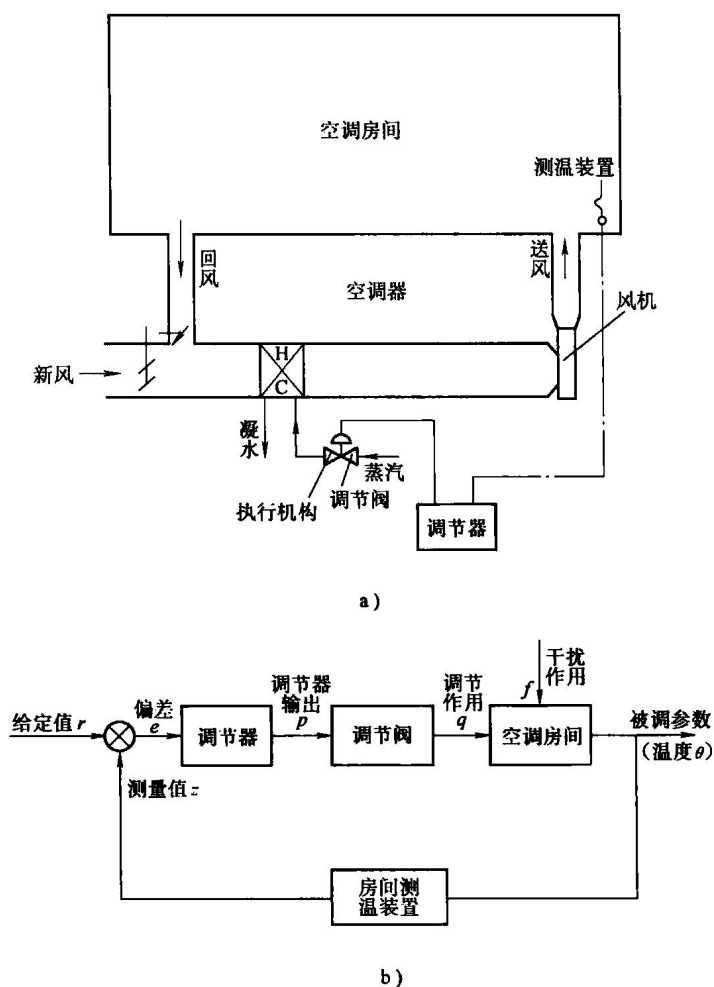 空调房间
测温装置
回风
送风
空调器
风机
H
C
新风
凝水
蒸汽
执行机构
调节阀
调节器
a)
干扰
作用
f
给定值 r
偏差
e
调节器
调节器
输出
p
调节阀
调节
作用
q
空调房间
被调参数
(温度θ)
测量值 z
房间测
温装置
b)